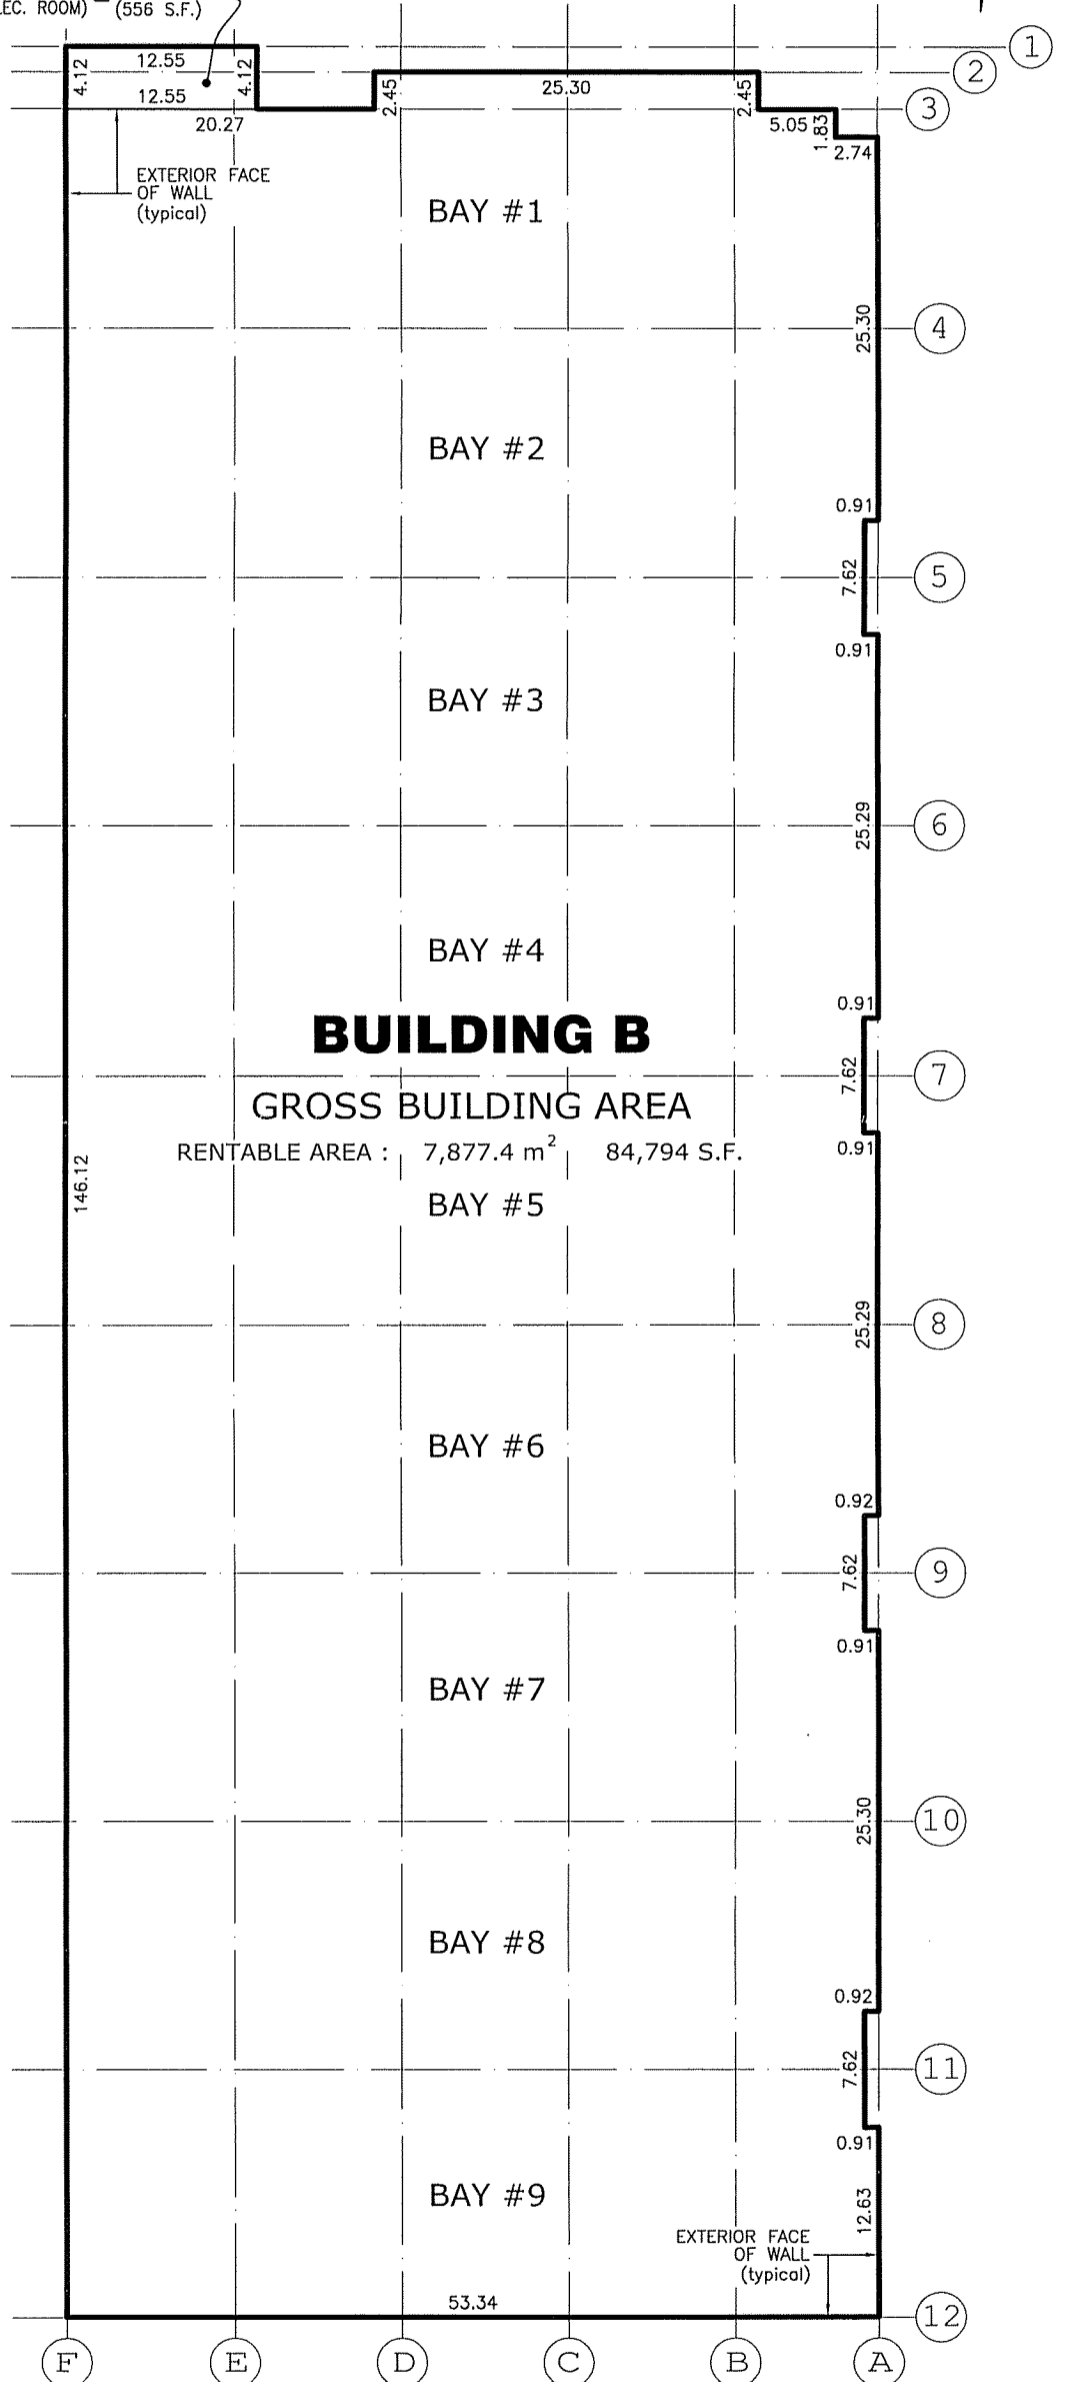 EC. ROOM) (556 S.F.)
1
12.55
4.12
4.12
2
12.55
25.30
2.45
2.45
3
20.27
5.05
1.83
2.74
EXTERIOR FACE
OF WALL
(typical)
BAY #1
25.30
4
BAY #2
0.91
7.62
5
0.91
BAY #3
25.29
6
BAY #4
0.91
BUILDING B
7.62
7
GROSS BUILDING AREA
0.91
RENTABLE AREA : 7,877.4 m² 84,794 S.F.
146.12
BAY #5
25.29
8
BAY #6
0.92
7.62
9
0.91
BAY #7
25.30
10
BAY #8
0.92
7.62
11
0.91
BAY #9
12.63
EXTERIOR FACE
OF WALL
(typical)
53.34
12
F E D C B A